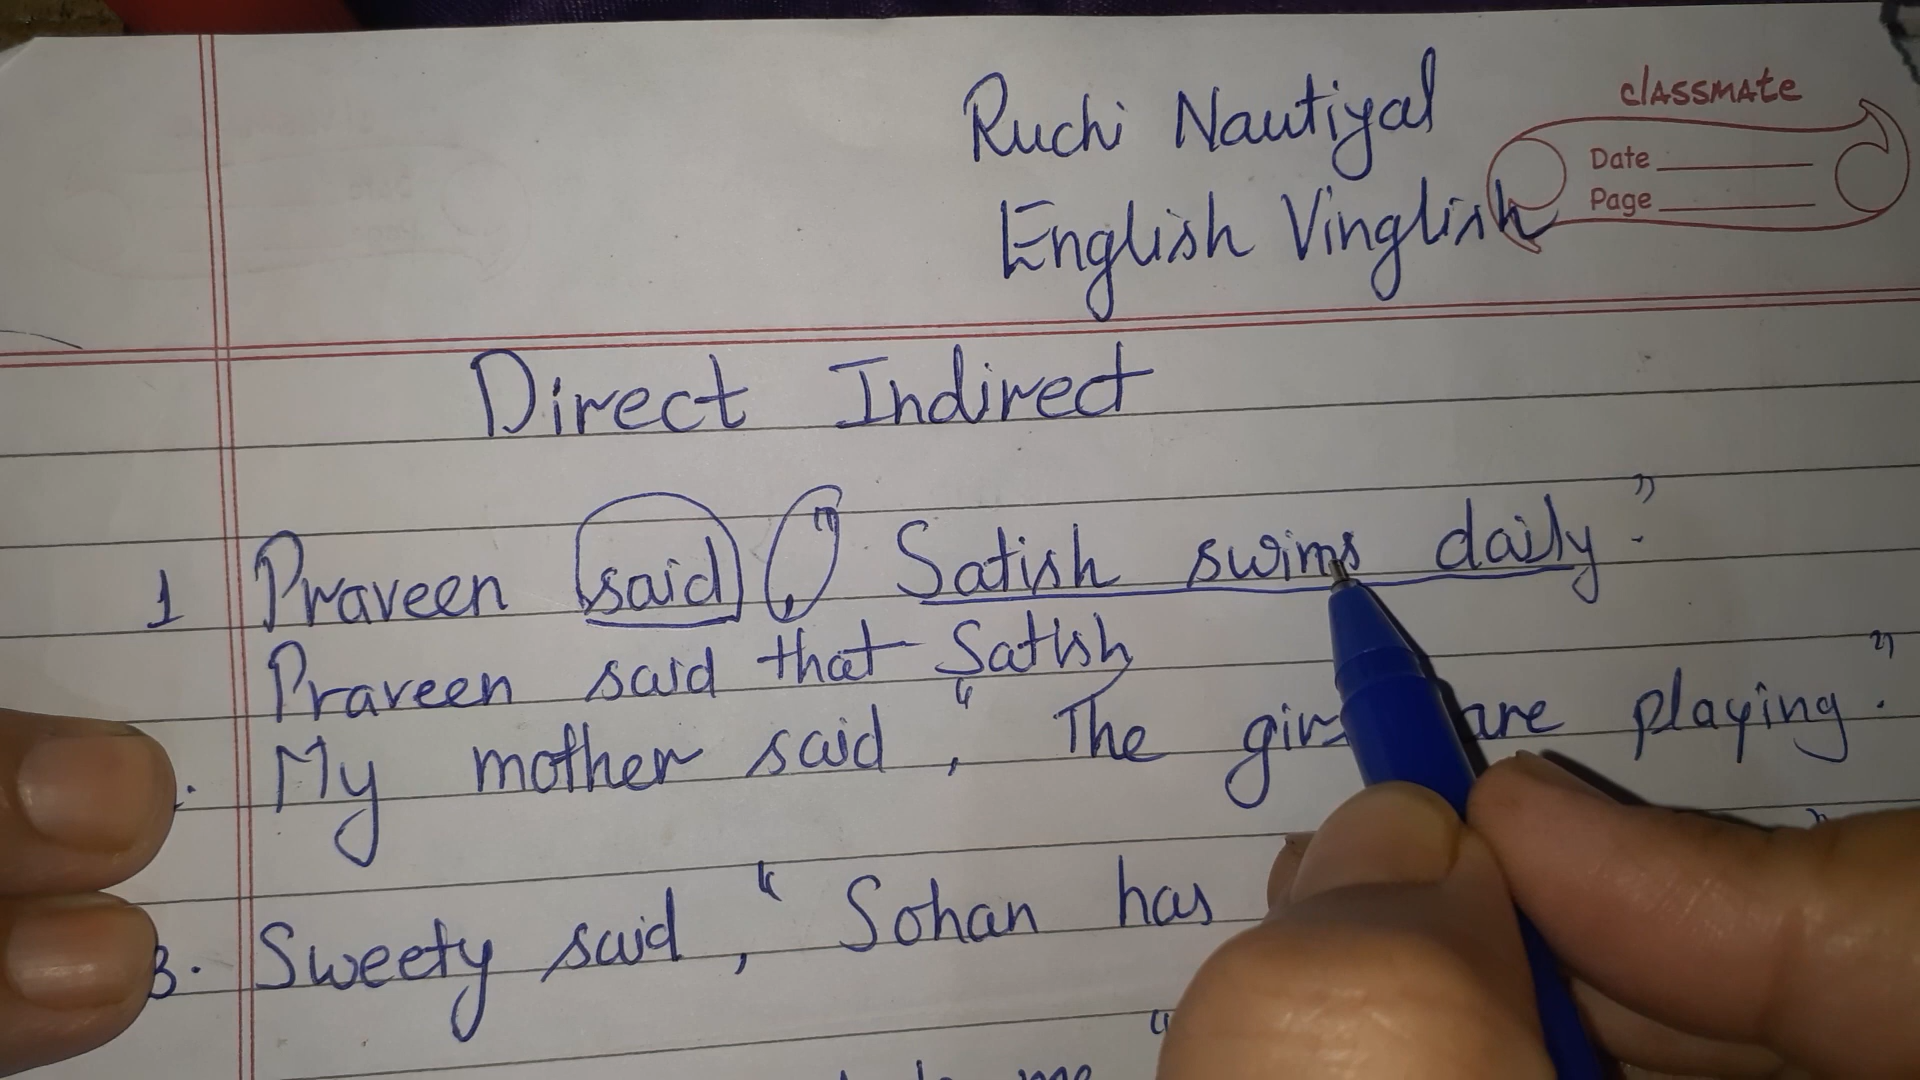 Ruchi Nautiyal
classmate
Date
Page
English Vinglish
Direct Indirect
1 Praveen said, " Satish swims daily."
Praveen said that Satish
. My mother said, " The are playing."
3. Sweety said, " Sohan has
me